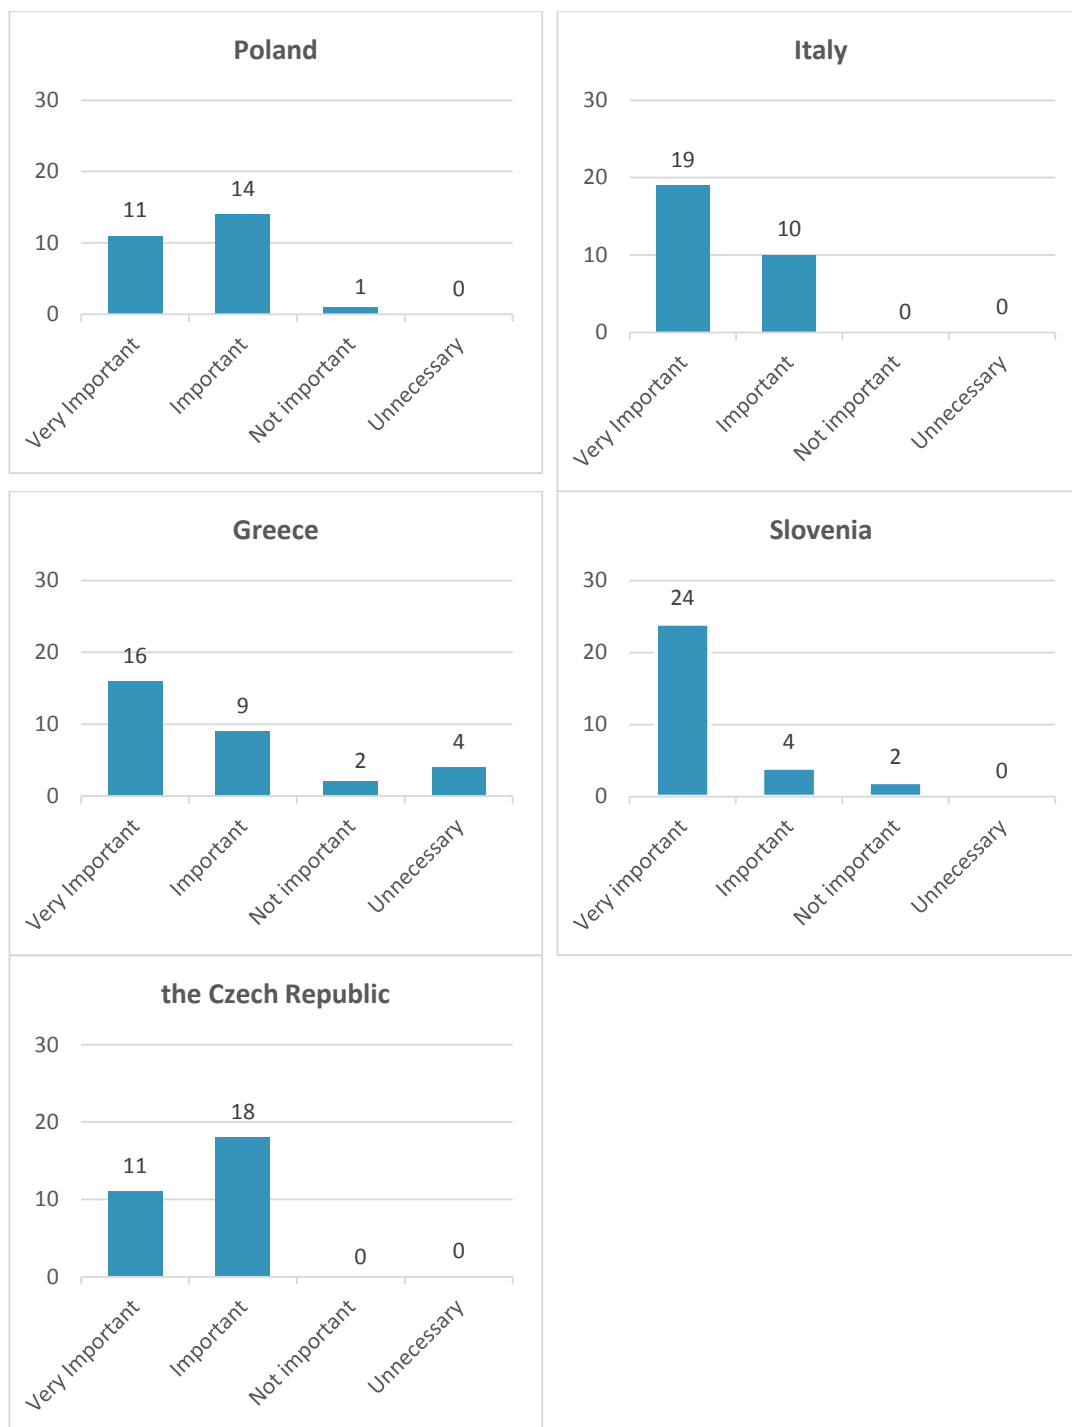 Poland
30
20
10
0
11
14
1
0
Very Important
Important
Not important
Unnecessary
Italy
30
20
10
0
19
10
0
0
Very Important
Important
Not important
Unnecessary
Greece
30
20
10
0
16
9
2
4
Very Important
Important
Not important
Unnecessary
Slovenia
30
20
10
0
24
4
2
0
Very important
Important
Not important
Unnecessary
the Czech Republic
30
20
10
0
11
18
0
0
Very Important
Important
Not important
Unnecessary